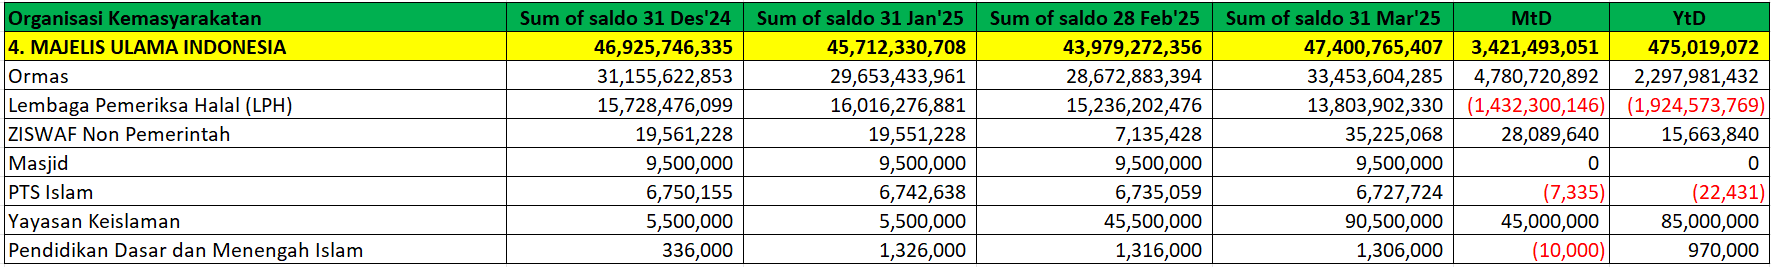 Organisasi Kemasyarakatan Sum of saldo 31 Des'24 Sum of saldo 31 Jan'25 Sum of saldo 28 Feb'25 Sum of saldo 31 Mar'25 MtD YtD
4. MAJELIS ULAMA INDONESIA 46,925,746,335 45,712,330,708 43,979,272,356 47,400,765,407 3,421,493,051 475,019,072
Ormas 31,155,622,853 29,653,433,961 28,672,883,394 33,453,604,285 4,780,720,892 2,297,981,432
Lembaga Pemeriksa Halal (LPH) 15,728,476,099 16,016,276,881 15,236,202,476 13,803,902,330 (1,432,300,146) (1,924,573,769)
ZISWAF Non Pemerintah 19,561,228 19,551,228 7,135,428 35,225,068 28,089,640 15,663,840
Masjid 9,500,000 9,500,000 9,500,000 9,500,000 0 0
PTS Islam 6,750,155 6,742,638 6,735,059 6,727,724 (7,335) (22,431)
Yayasan Keislaman 5,500,000 5,500,000 45,500,000 90,500,000 45,000,000 85,000,000
Pendidikan Dasar dan Menengah Islam 336,000 1,326,000 1,316,000 1,306,000 (10,000) 970,000